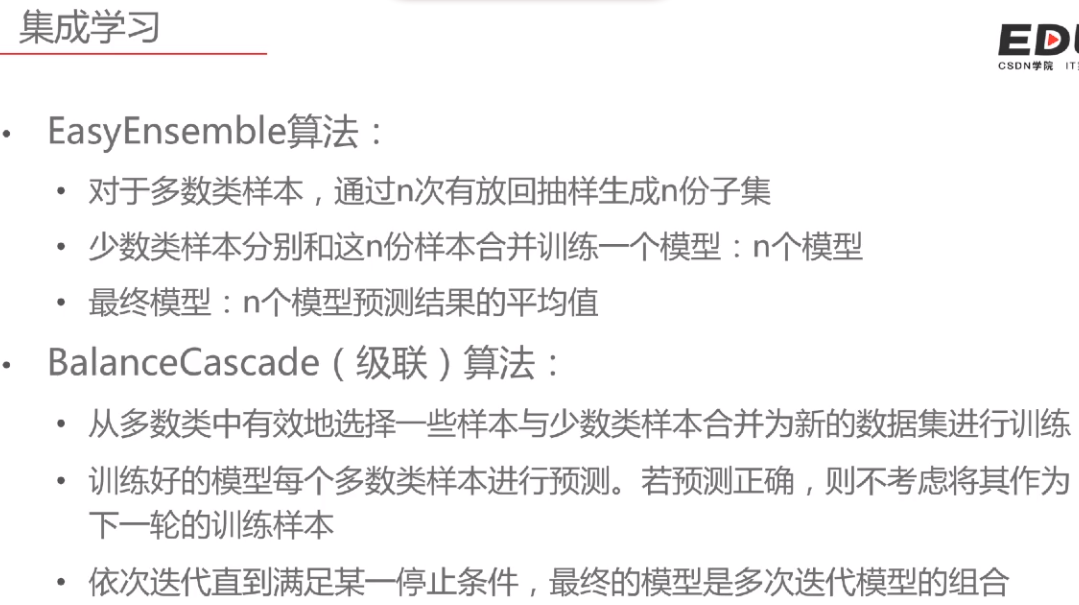 集成学习
EDU
CSDN学院 IT
• EasyEnsemble算法：
• 对于多数类样本，通过n次有放回抽样生成n份子集
• 少数类样本分别和这n份样本合并训练一个模型：n个模型
• 最终模型：n个模型预测结果的平均值
• BalanceCascade（级联）算法：
• 从多数类中有效地选择一些样本与少数类样本合并为新的数据集进行训练
• 训练好的模型每个多数类样本进行预测。若预测正确，则不考虑将其作为
下一轮的训练样本
• 依次迭代直到满足某一停止条件，最终的模型是多次迭代模型的组合